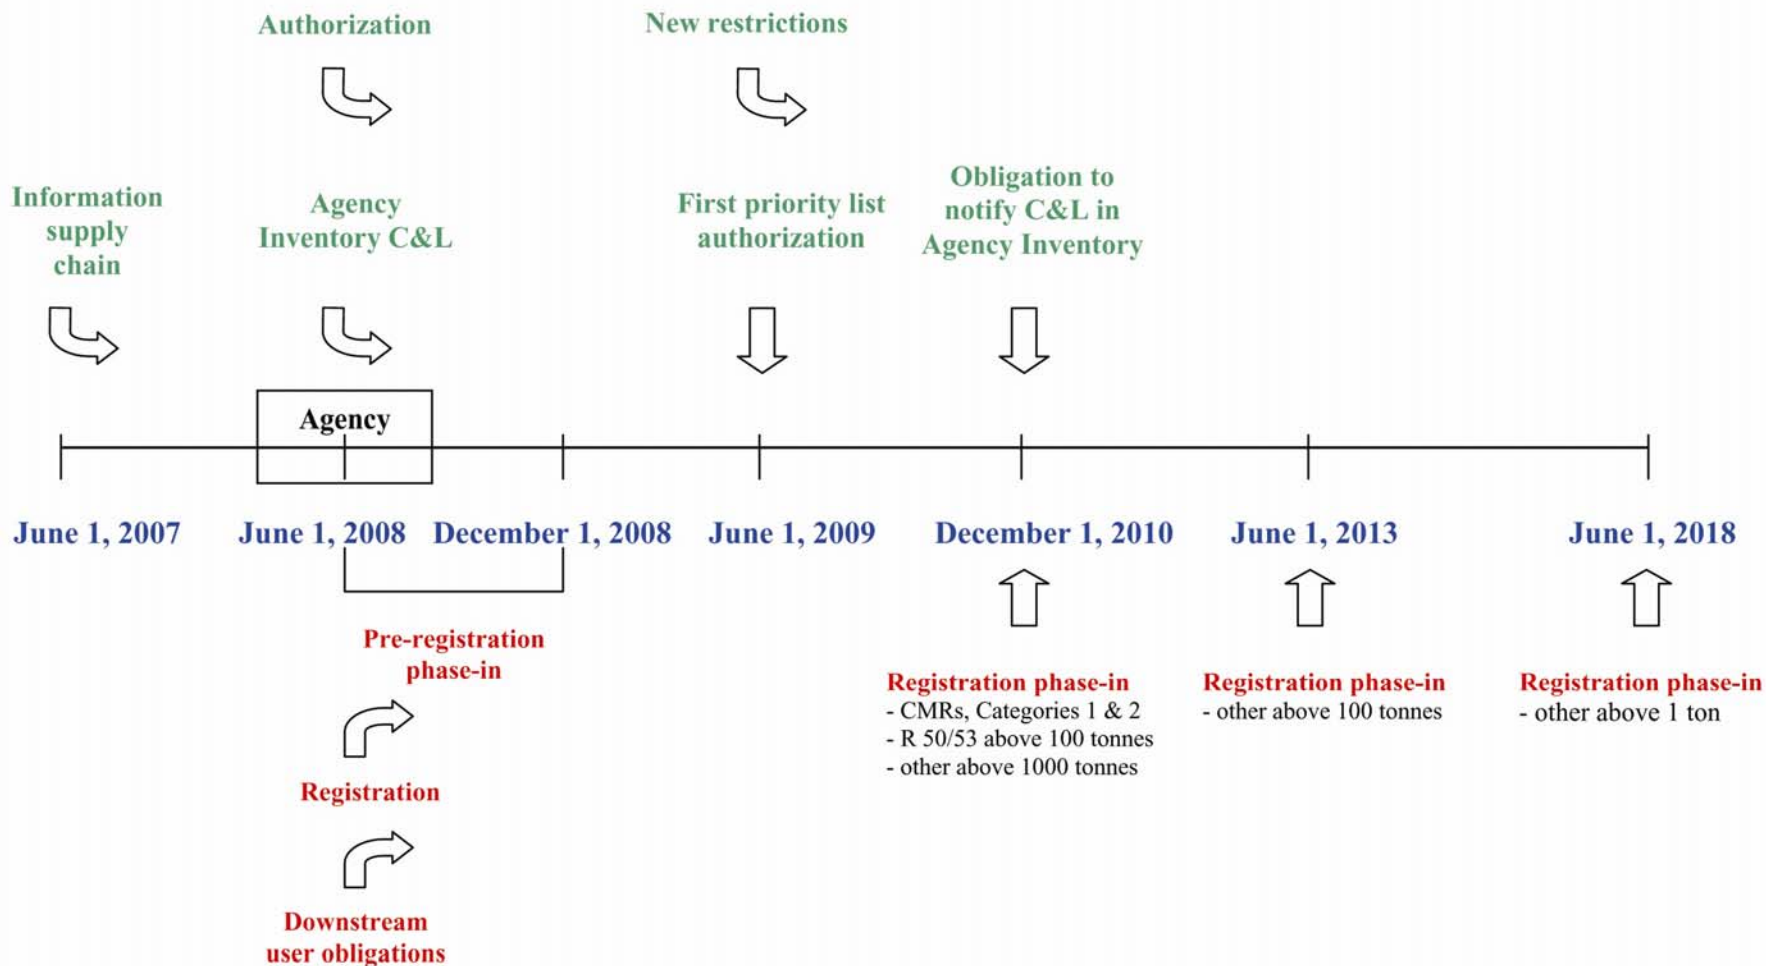 Authorization
New restrictions
Information
supply
chain
Agency
Inventory C&L
First priority list
authorization
Obligation to
notify C&L in
Agency Inventory
Agency
June 1, 2007
June 1, 2008
December 1, 2008
June 1, 2009
December 1, 2010
June 1, 2013
June 1, 2018
Pre-registration
phase-in
Registration
Downstream
user obligations
Registration phase-in
- CMRs, Categories 1 & 2
- R 50/53 above 100 tonnes
- other above 1000 tonnes
Registration phase-in
- other above 100 tonnes
Registration phase-in
- other above 1 ton